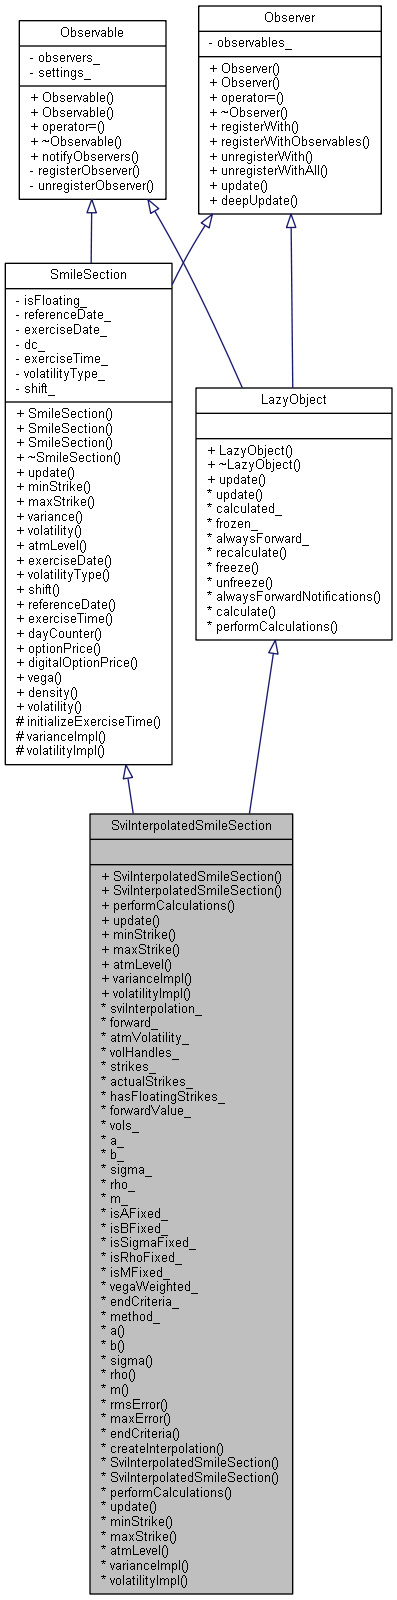 Observable
- observers_
- settings_
+ Observable()
+ Observable()
+ operator=()
+ ~Observable()
+ notifyObservers()
- registerObserver()
- unregisterObserver()
Observer
- observables_
+ Observer()
+ Observer()
+ operator=()
+ ~Observer()
+ registerWith()
+ registerWithObservables()
+ unregisterWith()
+ unregisterWithAll()
+ update()
+ deepUpdate()
SmileSection
- isFloating_
- referenceDate_
- exerciseDate_
- dc_
- exerciseTime_
- volatilityType_
- shift_
+ SmileSection()
+ SmileSection()
+ SmileSection()
+ ~SmileSection()
+ update()
+ minStrike()
+ maxStrike()
+ variance()
+ volatility()
+ atmLevel()
+ exerciseDate()
+ volatilityType()
+ shift()
+ referenceDate()
+ exerciseTime()
+ dayCounter()
+ optionPrice()
+ digitalOptionPrice()
+ vega()
+ density()
+ volatility()
# initializeExerciseTime()
# varianceImpl()
# volatilityImpl()
LazyObject
+ LazyObject()
+ ~LazyObject()
+ update()
* update()
* calculated_
* frozen_
* alwaysForward_
* recalculate()
* freeze()
* unfreeze()
* alwaysForwardNotifications()
* calculate()
* performCalculations()
SviInterpolatedSmileSection
+ SviInterpolatedSmileSection()
+ SviInterpolatedSmileSection()
+ performCalculations()
+ update()
+ minStrike()
+ maxStrike()
+ atmLevel()
+ varianceImpl()
+ volatilityImpl()
* sviInterpolation_
* forward_
* atmVolatility_
* volHandles_
* strikes_
* actualStrikes_
* hasFloatingStrikes_
* forwardValue_
* vols_
* a_
* b_
* sigma_
* rho_
* m_
* isAFixed_
* isBFixed_
* isSigmaFixed_
* isRhoFixed_
* isMFixed_
* vegaWeighted_
* endCriteria_
* method_
* a()
* b()
* sigma()
* rho()
* m()
* rmsError()
* maxError()
* endCriteria()
* createInterpolation()
* SviInterpolatedSmileSection()
* SviInterpolatedSmileSection()
* performCalculations()
* update()
* minStrike()
* maxStrike()
* atmLevel()
* varianceImpl()
* volatilityImpl()